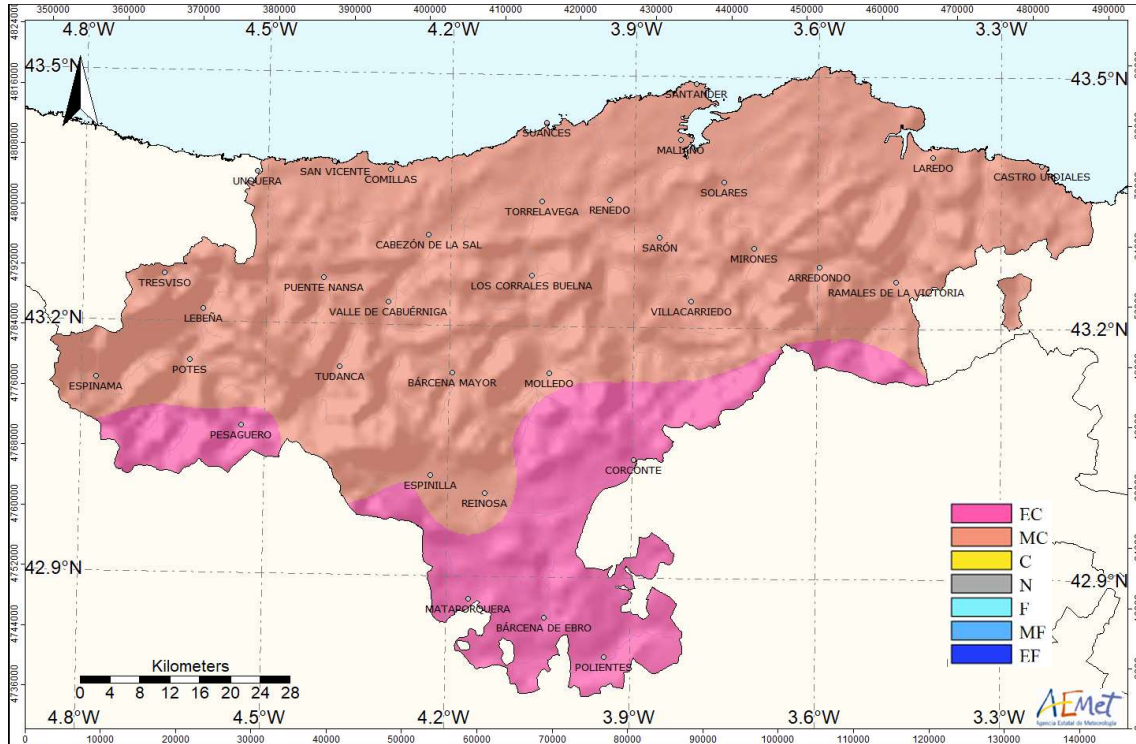 350000 360000 370000 380000 390000 400000 410000 420000 430000 440000 450000 460000 470000 480000 490000
4.8°W 4.5°W 4.2°W 3.9°W 3.6°W 3.3°W
4824000
43.5°N 43.5°N
4816000
SANTANDER
SUANCES
4808000
MALIAÑO
SAN VICENTE
COMILLAS
UNQUERA
LAREDO
CASTRO URDIALES
4800000
SOLARES
TORRELAVEGA
RENEDO
CABEZÓN DE LA SAL
SARÓN
MIRONES
4792000
TRESVISO
PUENTE NANSA
LOS CORRALES BUELNA
ARREDONDO
RAMALES DE LA VICTORIA
LEBEÑA
VALLE DE CABUÉRNIGA
VILLACARRIEDO
43.2°N 43.2°N
4784000
POTES
TUDANCA
ESPINAMA
BÁRCENA MAYOR
MOLLEDO
4776000
PESAGUERO
4768000
CORCONTE
ESPINILLA
REINOSA
4760000
EC
MC
C
N
F
MF
EF
4752000
42.9°N 42.9°N
MATAPORQUERA
BÁRCENA DE EBRO
4744000
POLIENTES
Kilometers
0 4 8 12 16 20 24 28
4736000
AEMet
Agencia Estatal de Meteorología
4.8°W 4.5°W 4.2°W 3.9°W 3.6°W 3.3°W
0 10000 20000 30000 40000 50000 60000 70000 80000 90000 100000 110000 120000 130000 140000